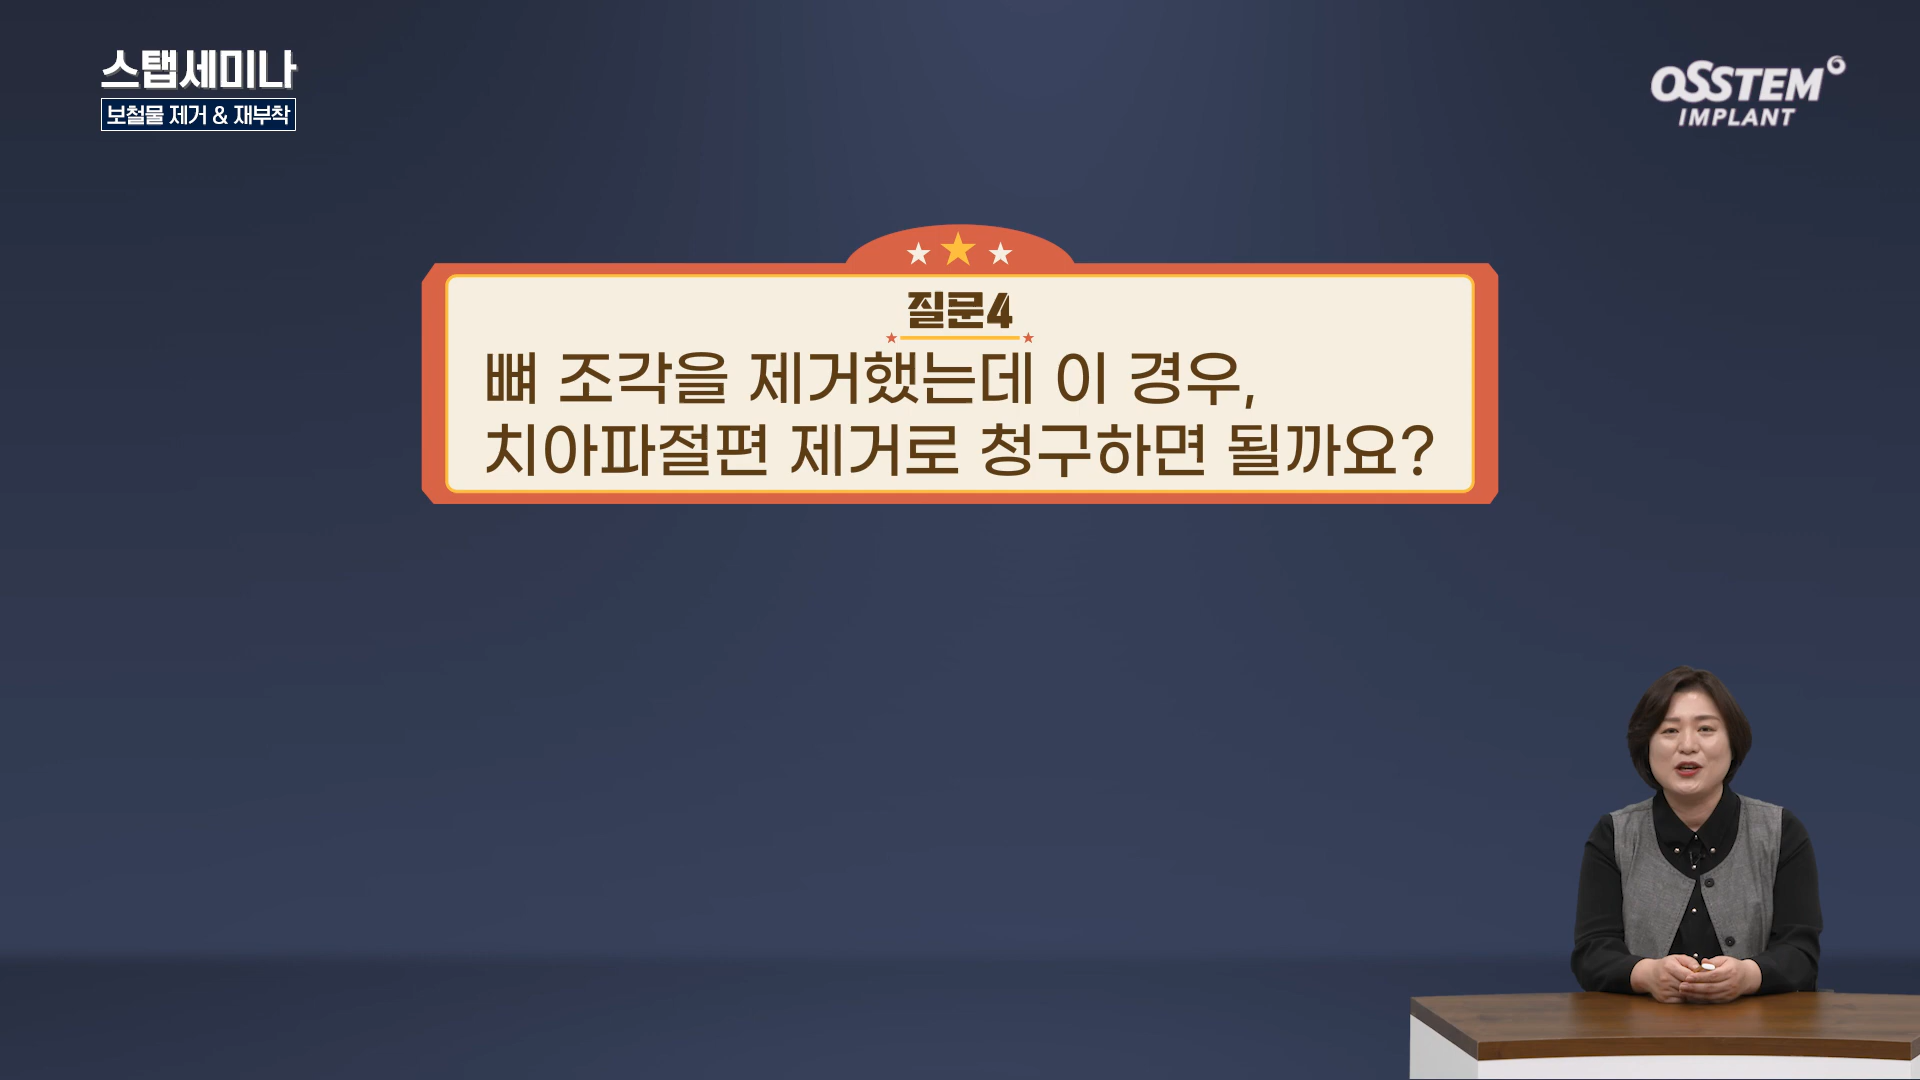 스탭세미나
보철물 제거 & 재부착
OSSTEM
IMPLANT
질문4
뼈 조각을 제거했는데 이 경우,
치아파절편 제거로 청구하면 될까요?